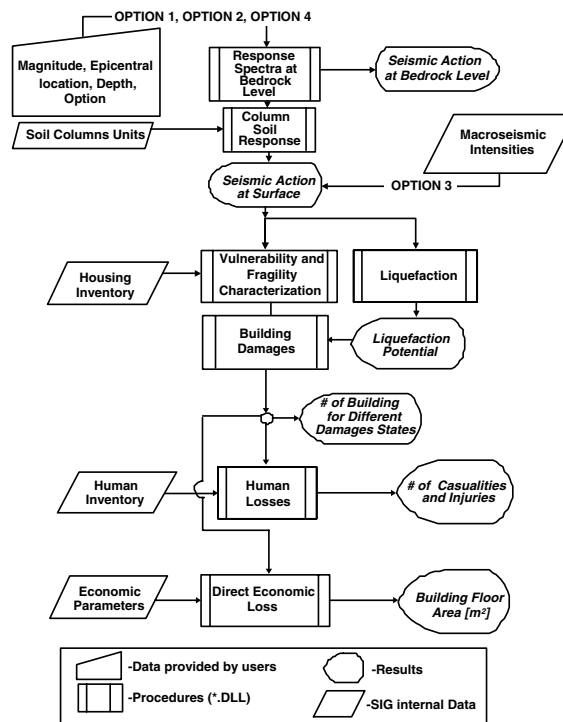 OPTION 1, OPTION 2, OPTION 4
Magnitude, Epicentral
location, Depth,
Option
Response
Spectra at
Bedrock
Level
Seismic Action
at Bedrock Level
Soil Columns Units
Column
Soil
Response
Macroseismic
Intensities
Seismic Action
at Surface
OPTION 3
Housing
Inventory
Vulnerability and
Fragility
Characterization
Liquefaction
Building
Damages
Liquefaction
Potential
# of Building
for Different
Damages States
Human
Inventory
Human
Losses
# of Casualities
and Injuries
Economic
Parameters
Direct Economic
Loss
Building Floor
Area [m²]
-Data provided by users
-Results
-Procedures (*.DLL)
-SIG internal Data